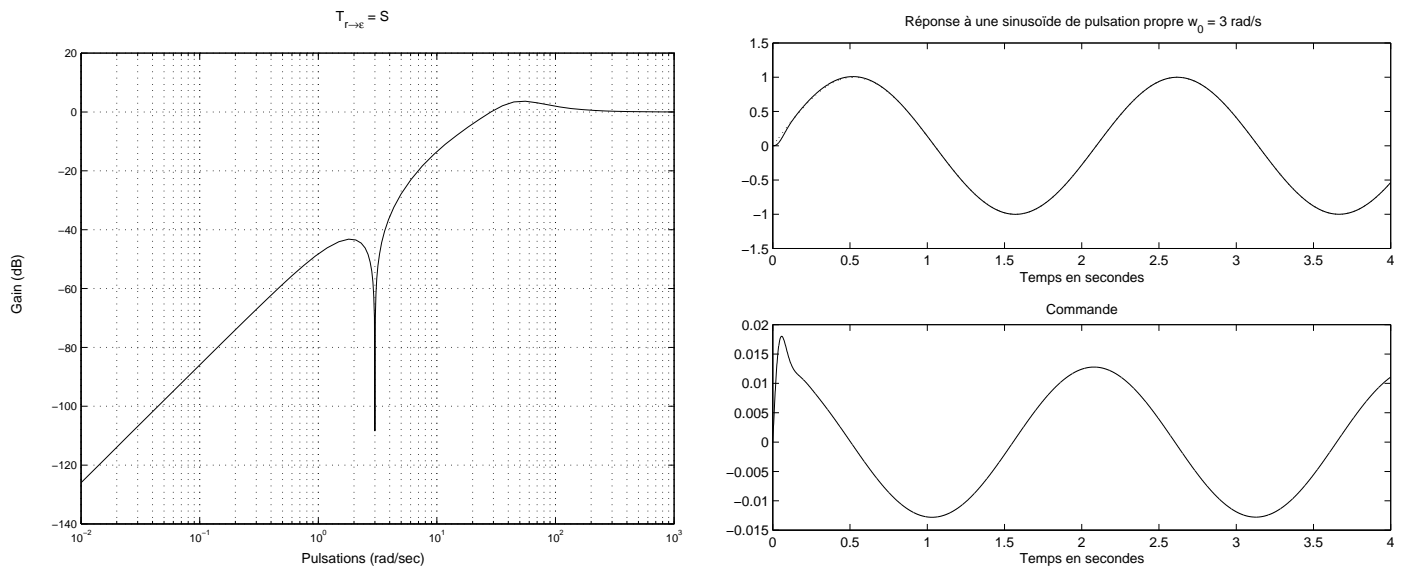 T_{r→ε} = S
20
0
−20
−40
−60
−80
−100
−120
−140
10^{−2} 10^{−1} 10^{0} 10^{1} 10^{2} 10^{3}
Gain (dB)
Pulsations (rad/sec)
Réponse à une sinusoïde de pulsation propre w_0 = 3 rad/s
1.5
1
0.5
0
−0.5
−1
−1.5
0 0.5 1 1.5 2 2.5 3 3.5 4
Temps en secondes
Commande
0.02
0.015
0.01
0.005
0
−0.005
−0.01
−0.015
0 0.5 1 1.5 2 2.5 3 3.5 4
Temps en secondes